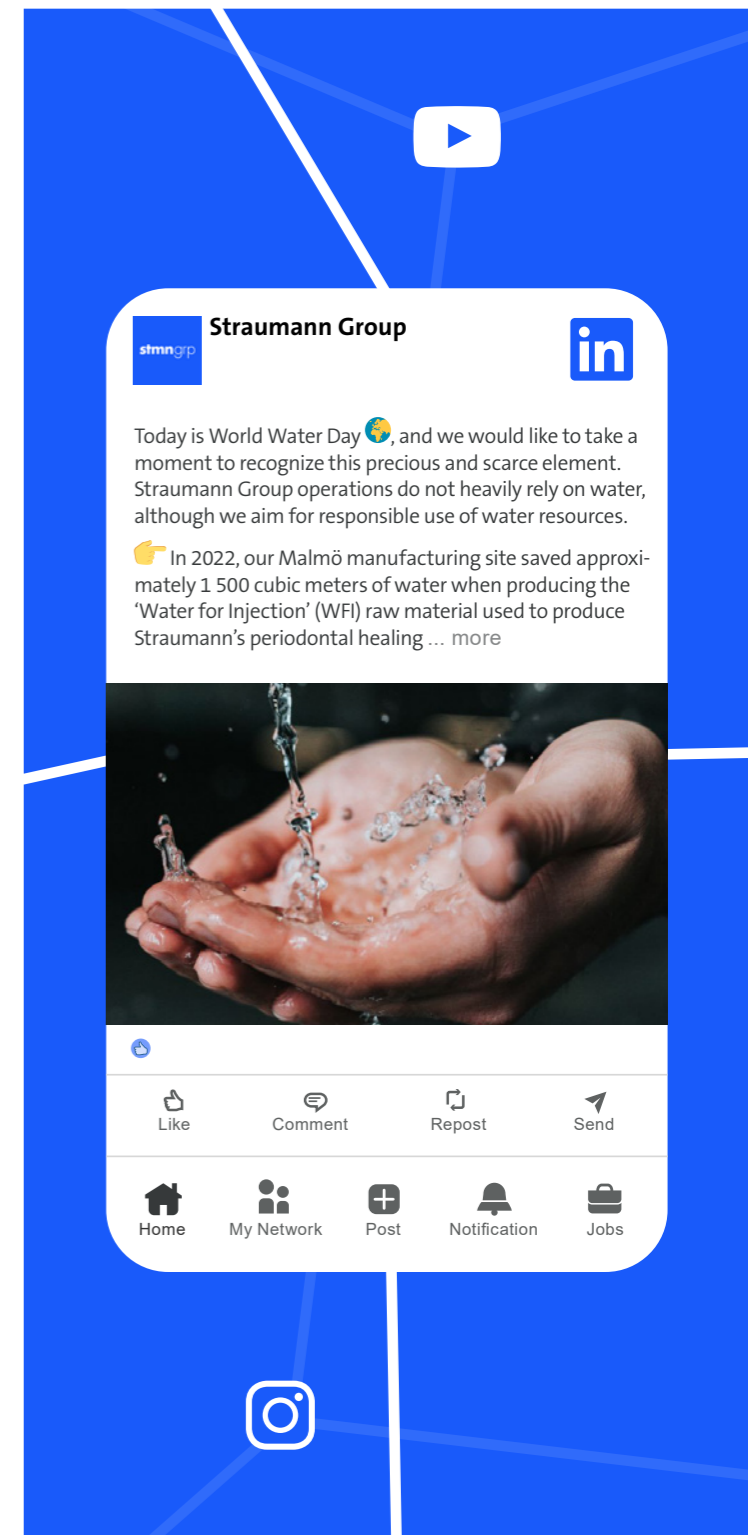 stmngrp
Straumann Group
in
Today is World Water Day 🌍, and we would like to take a
moment to recognize this precious and scarce element.
Straumann Group operations do not heavily rely on water,
although we aim for responsible use of water resources.
👉 In 2022, our Malmö manufacturing site saved approxi-
mately 1 500 cubic meters of water when producing the
‘Water for Injection’ (WFI) raw material used to produce
Straumann’s periodontal healing ... more
Like Comment Repost Send
Home My Network Post Notification Jobs